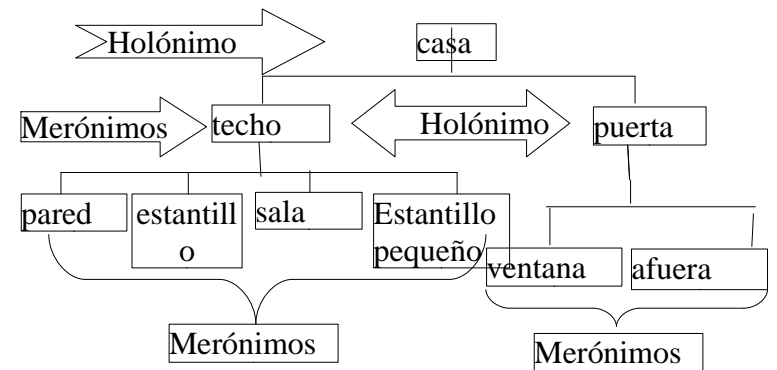 Holónimo
casa
Merónimos
techo
Holónimo
puerta
pared
estantill
o
sala
Estantillo
pequeño
ventana
afuera
Merónimos
Merónimos